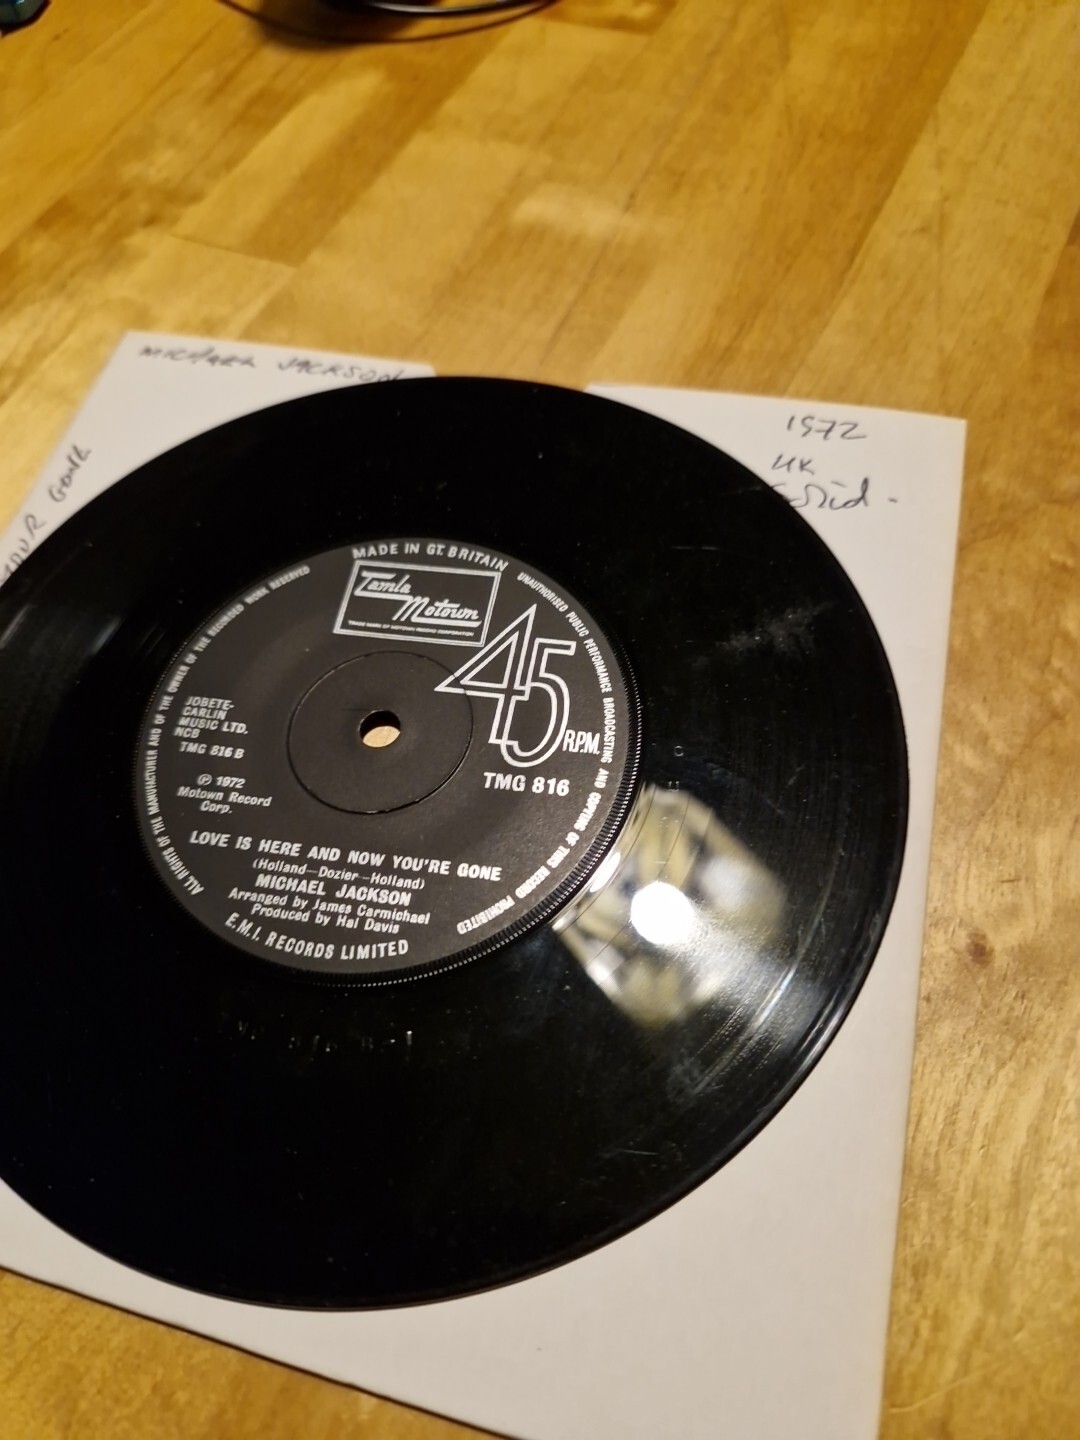 MICHAEL JACKSON
1972
UK
Solid -
GONE
MADE IN GT. BRITAIN
Tamla
Motown
TRADE MARK OF MOTOWN RECORD CORPORATION
45
R.P.M.
TMG 816
JOBETE-
CARLIN
MUSIC LTD.
NCB
TMG 816 B
℗ 1972
Motown Record
Corp.
LOVE IS HERE AND NOW YOU'RE GONE
(Holland—Dozier—Holland)
MICHAEL JACKSON
Arranged by James Carmichael
Produced by Hal Davis
E.M.I. RECORDS LIMITED
ALL RIGHTS OF THE MANUFACTURER AND OF THE OWNER OF THE RECORDED WORK RESERVED
UNAUTHORISED PUBLIC PERFORMANCE BROADCASTING AND COPYING OF THIS RECORD PROHIBITED